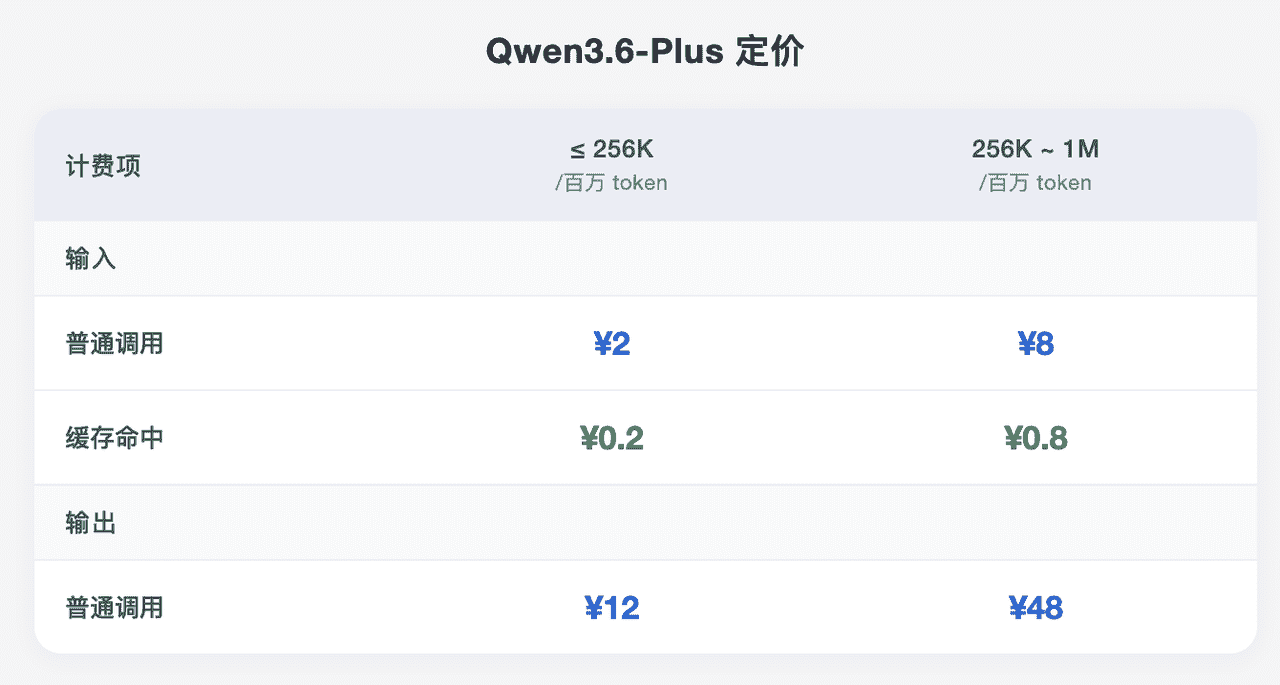 Qwen3.6-Plus 定价
计费项 ≤ 256K 256K ~ 1M
/百万 token /百万 token
输入
普通调用 ¥2 ¥8
缓存命中 ¥0.2 ¥0.8
输出
普通调用 ¥12 ¥48